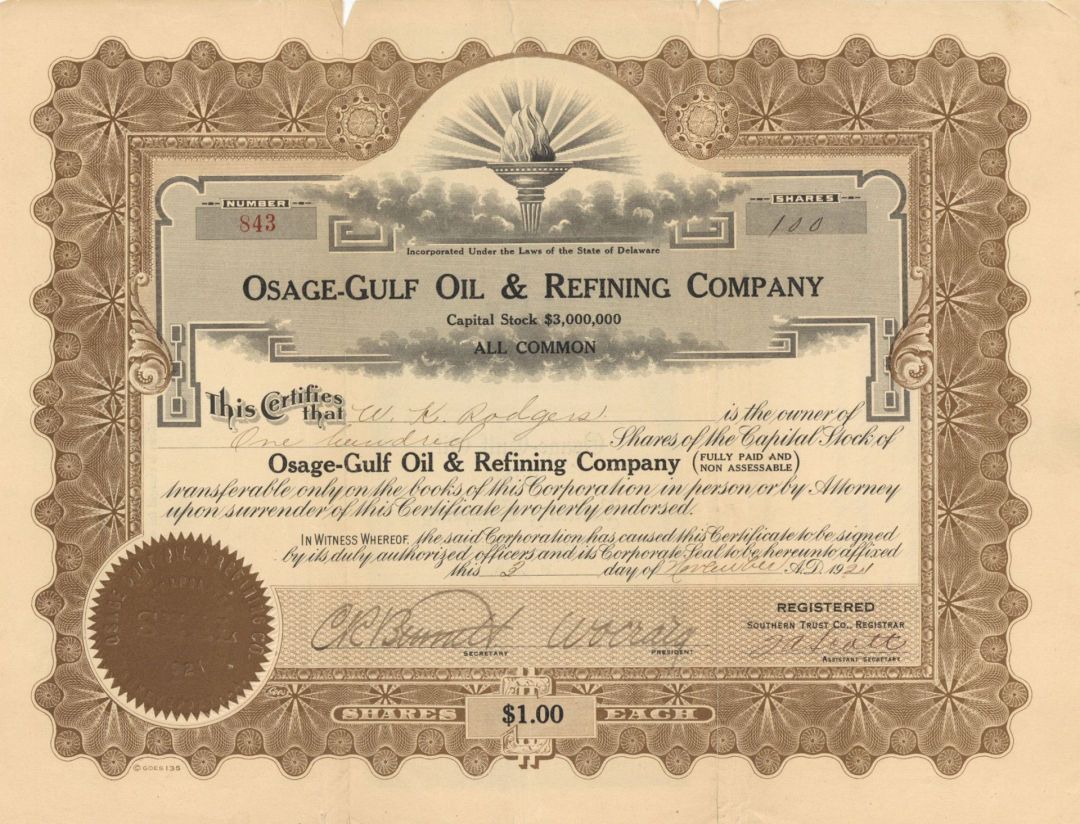 NUMBER
843
SHARES
100
Incorporated Under the Laws of the State of Delaware
OSAGE-GULF OIL & REFINING COMPANY
Capital Stock $3,000,000
ALL COMMON
This Certifies that W. K. Rodgers is the owner of
One hundred Shares of the Capital Stock of
Osage-Gulf Oil & Refining Company (FULLY PAID AND NON ASSESSABLE)
transferable only on the books of this Corporation in person or by Attorney
upon surrender of this Certificate properly endorsed.
IN WITNESS WHEREOF, the said Corporation has caused this Certificate to be signed
by its duly authorized officers and its Corporate Seal to be hereunto affixed
this 3 day of November A.D. 1921
REGISTERED
SOUTHERN TRUST CO., REGISTRAR
SECRETARY
PRESIDENT
ASSISTANT SECRETARY
SHARES $1.00 EACH
© GOES 135